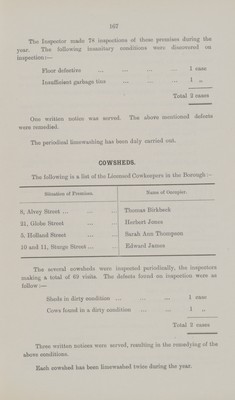 167
The Inspector made 78 inspections of these premises during the
year. The following insanitary conditions were discovered on
inspection:—
Floor defective ... ... ... ... 1 case
Insufficient garbage tins ... ... ... 1 „
Total 2 cases
One written notice was served. The above mentioned defects
were remedied.
The periodical limewashing has been duly carried out.
COWSHEDS.
The following is a list of the Licensed Cowkeepers in the Borough:—
Situation of Premises. Name of Occupier.
8, Alvey Street ... ... ... Thomas Birkbeck
21, Globe Street ... ... Herbert Jones
5, Holland Street ... ... Sarah Ann Thompson
10 and 11, Stange Street ... ... Edward James
The several cowsheds were inspected periodically, the inspectors
making a total of 69 visits. The defects found on inspection were as
follow:—
Sheds in dirty condition ... ... ... 1 case
Cows found in a dirty condition ... ... 1 „
Total 2 cases
Three written notices were served, resulting in the remedying of the
above conditions.
Each cowshed has been limewashed twice during the year.